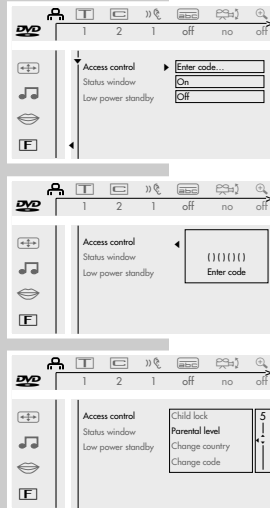 T C abc
DVD 1 2 1 off no off
Access control Enter code...
Status window On
Low power standby Off
F
T C abc
DVD 1 2 1 off no off
Access control
Status window ( ) ( ) ( ) ( )
Low power standby Enter code
F
T C abc
DVD 1 2 1 off no off
Access control Child lock 5
Status window Parental level
Low power standby Change country
Change code
F